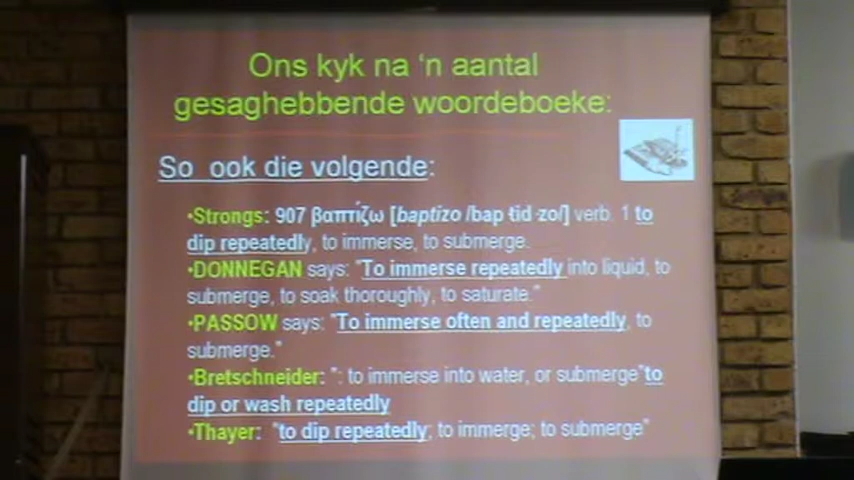 Ons kyk na ‘n aantal
gesaghebbende woordeboeke:
So ook die volgende:
•Strongs: 907 βαπτίζω [baptizo /bap·tid·zo/] verb. 1 to
dip repeatedly, to immerse, to submerge.
•DONNEGAN says: "To immerse repeatedly into liquid, to
submerge, to soak thoroughly, to saturate."
•PASSOW says: "To immerse often and repeatedly, to
submerge."
•Bretschneider: ": to immerse into water, or submerge"to
dip or wash repeatedly
•Thayer: "to dip repeatedly; to immerge; to submerge"